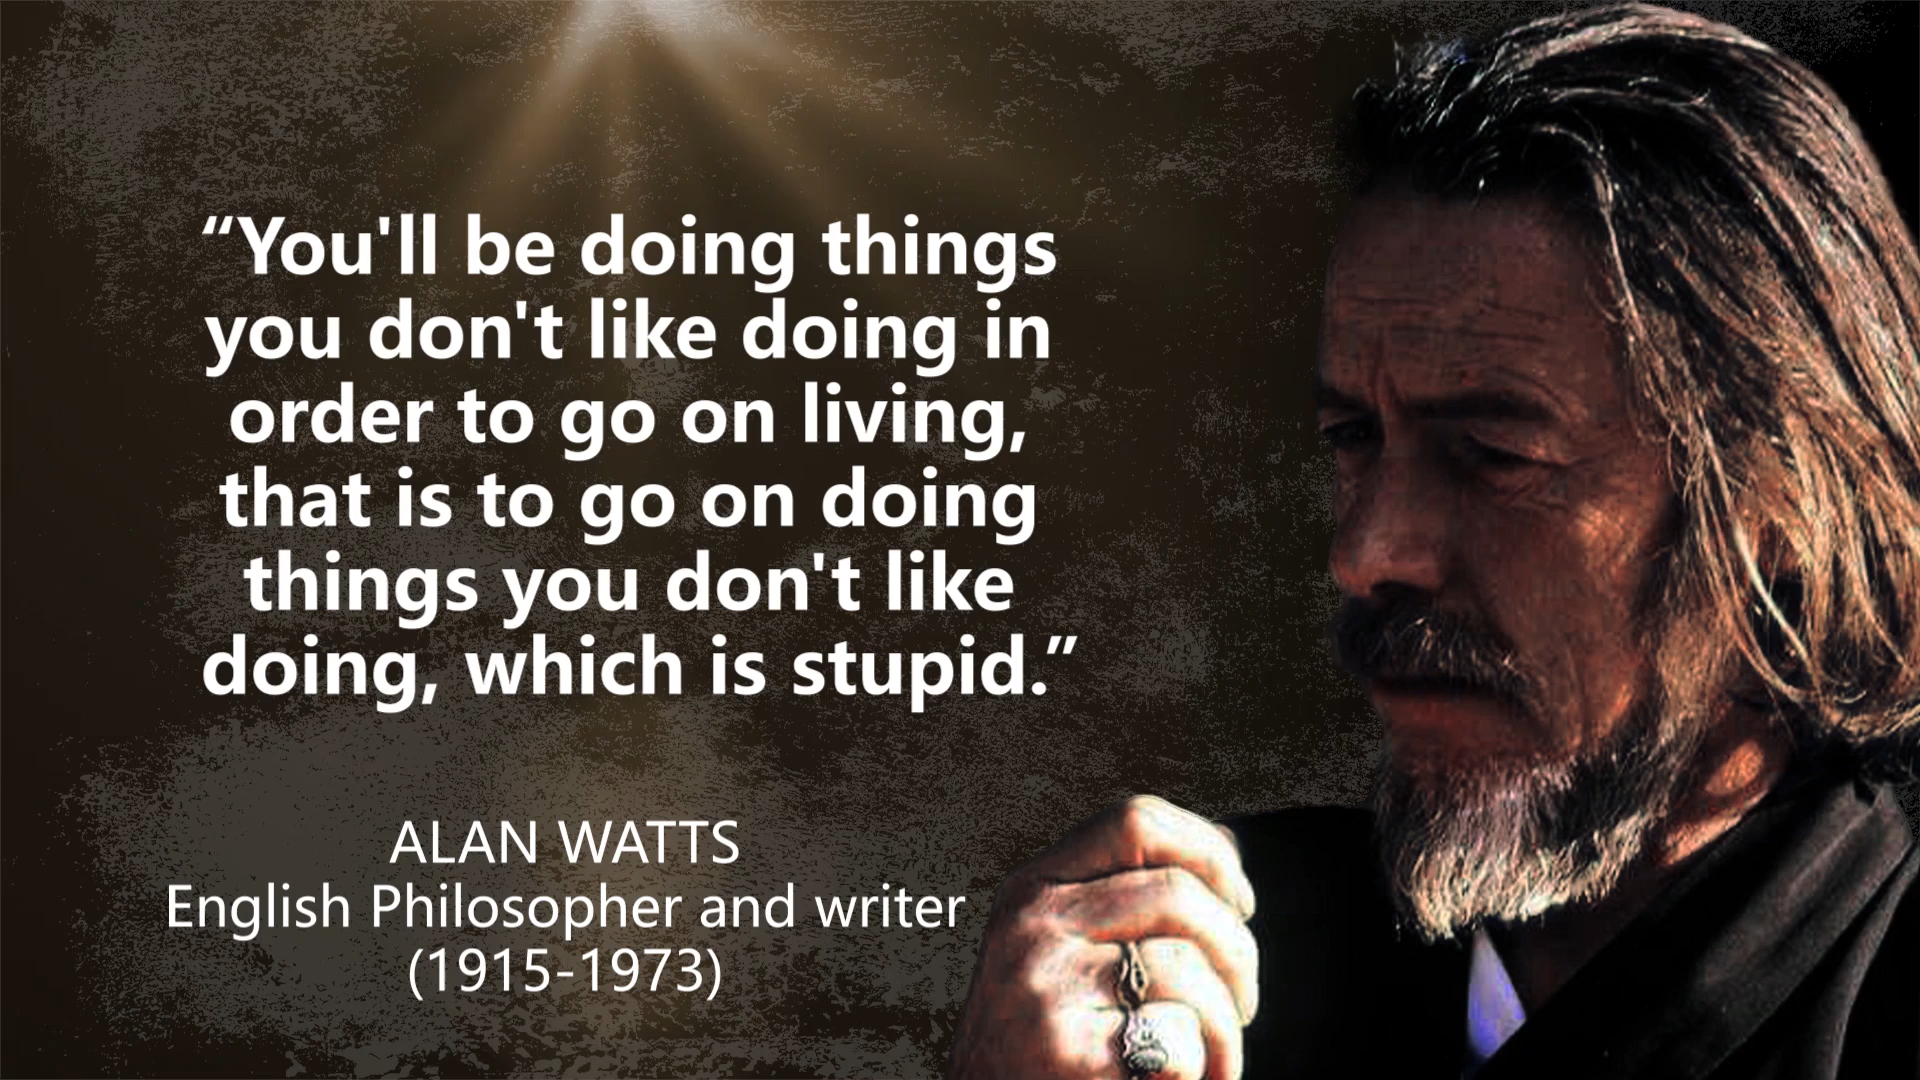 “You'll be doing things
you don't like doing in
order to go on living,
that is to go on doing
things you don't like
doing, which is stupid.”
ALAN WATTS
English Philosopher and writer
(1915-1973)